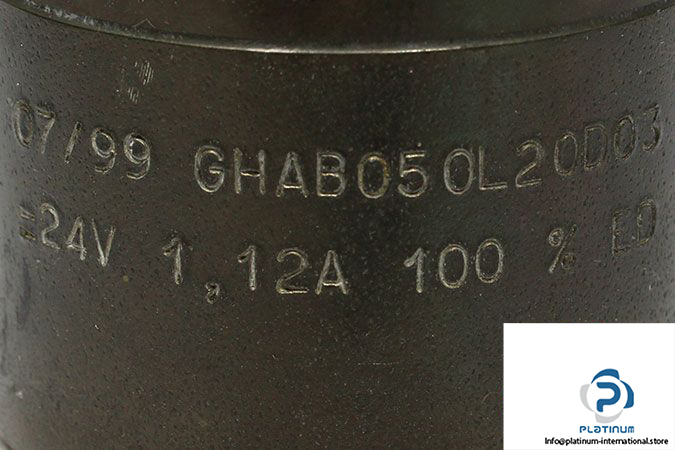 07/99 GHAB050L20D03
=24V 1,12A 100 % ED
PLATINUM
Info@platinum-international.store